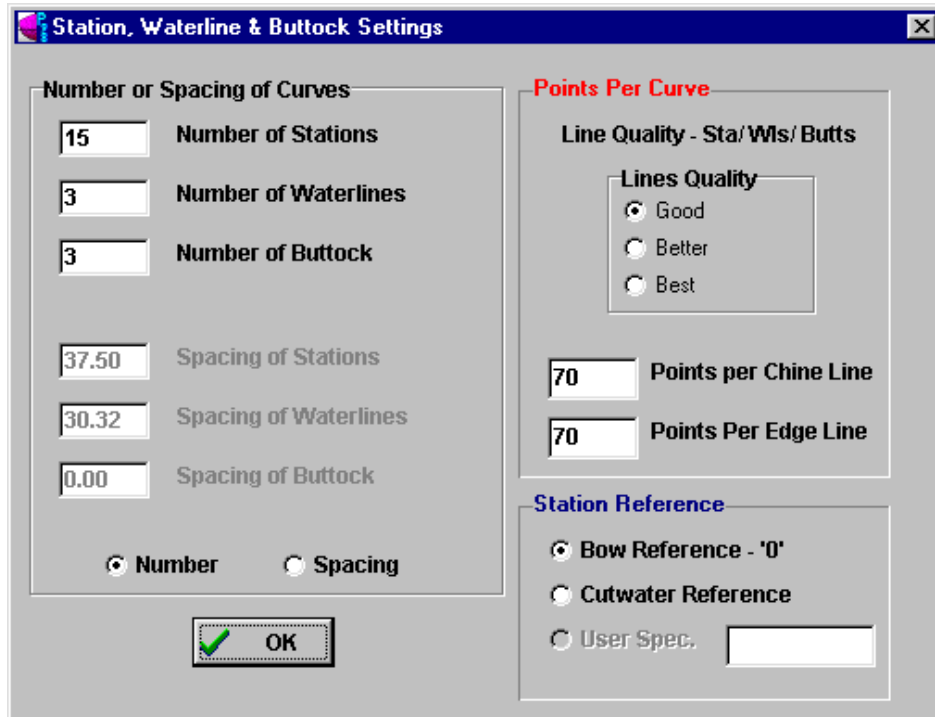 Station, Waterline & Buttock Settings
Number or Spacing of Curves
15 Number of Stations
3 Number of Waterlines
3 Number of Buttock
37.50 Spacing of Stations
30.32 Spacing of Waterlines
0.00 Spacing of Buttock
Number Spacing
OK
Points Per Curve
Line Quality - Sta/ Wls/ Butts
Lines Quality
Good
Better
Best
70 Points per Chine Line
70 Points Per Edge Line
Station Reference
Bow Reference - '0'
Cutwater Reference
User Spec.